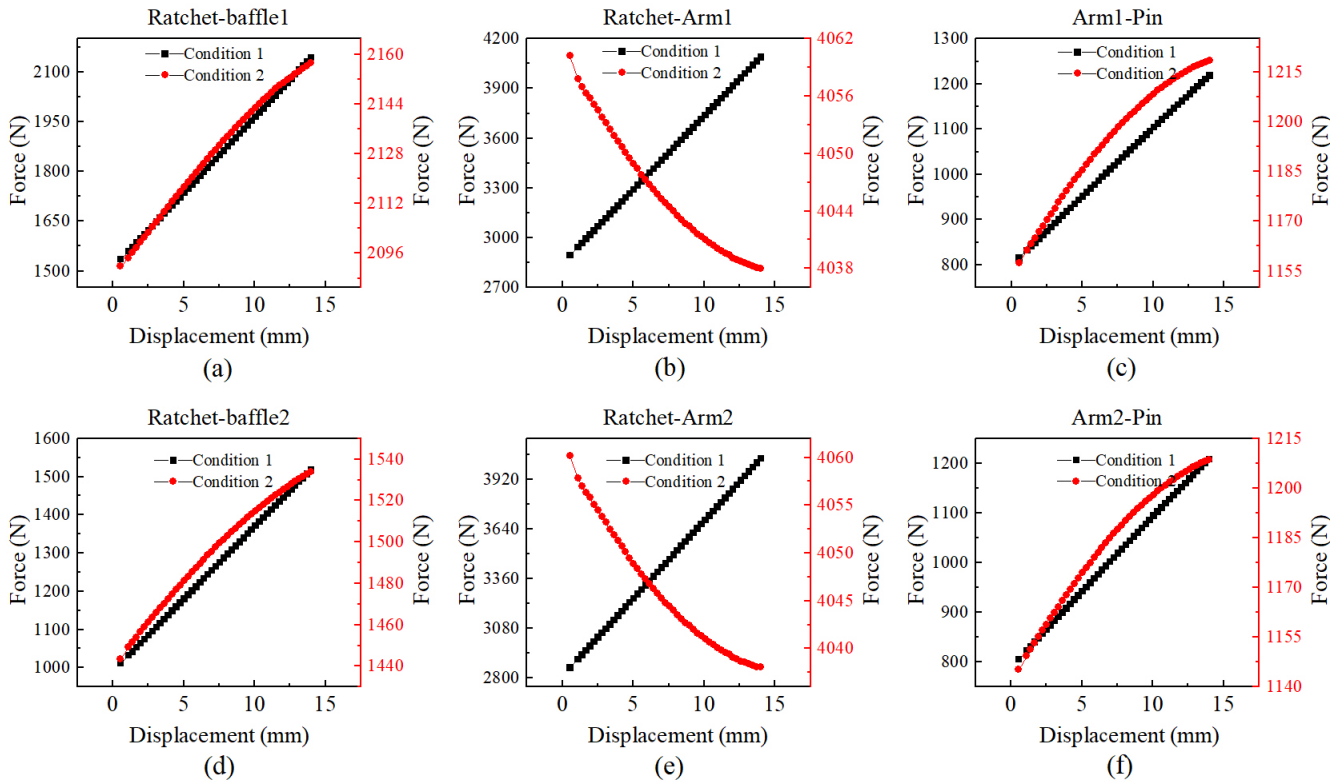 Ratchet-baffle1
Force (N)
2100
1950
1800
1650
1500
Condition 1
Condition 2
2160
2144
2128
2112
2096
Force (N)
0 5 10 15
Displacement (mm)
(a)
Ratchet-Arm1
Force (N)
4200
3900
3600
3300
3000
2700
Condition 1
Condition 2
4062
4056
4050
4044
4038
Force (N)
0 5 10 15
Displacement (mm)
(b)
Arm1-Pin
Force (N)
1300
1200
1100
1000
900
800
Condition 1
Condition 2
1215
1200
1185
1170
1155
Force (N)
0 5 10 15
Displacement (mm)
(c)
Ratchet-baffle2
Force (N)
1600
1500
1400
1300
1200
1100
1000
Condition 1
Condition 2
1540
1520
1500
1480
1460
1440
Force (N)
0 5 10 15
Displacement (mm)
(d)
Ratchet-Arm2
Force (N)
3920
3640
3360
3080
2800
Condition 1
Condition 2
4060
4055
4050
4045
4040
Force (N)
0 5 10 15
Displacement (mm)
(e)
Arm2-Pin
Force (N)
1200
1100
1000
900
800
Condition 1
Condition 2
1215
1200
1185
1170
1155
1140
Force (N)
0 5 10 15
Displacement (mm)
(f)